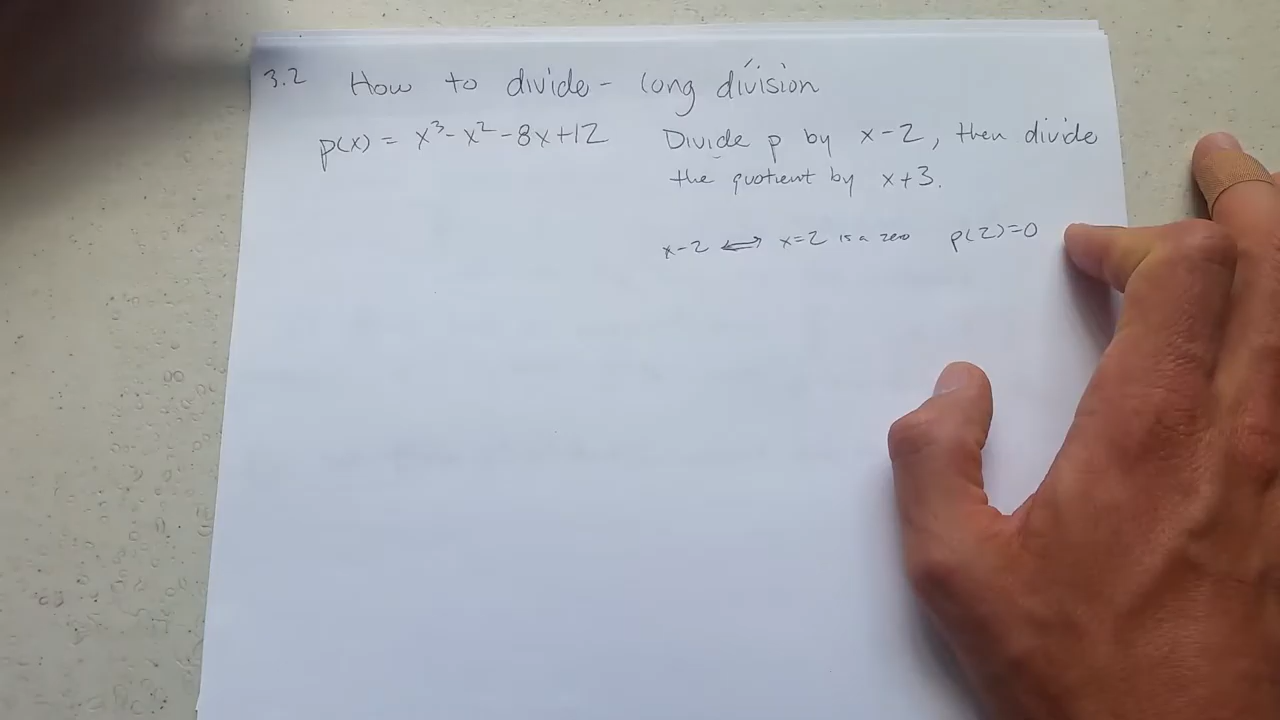 3.2 How to divide - long division
p(x) = x³ - x² - 8x + 12
Divide p by x - 2, then divide
the quotient by x + 3.
x - 2 ⟺ x = 2 is a zero p(2) = 0